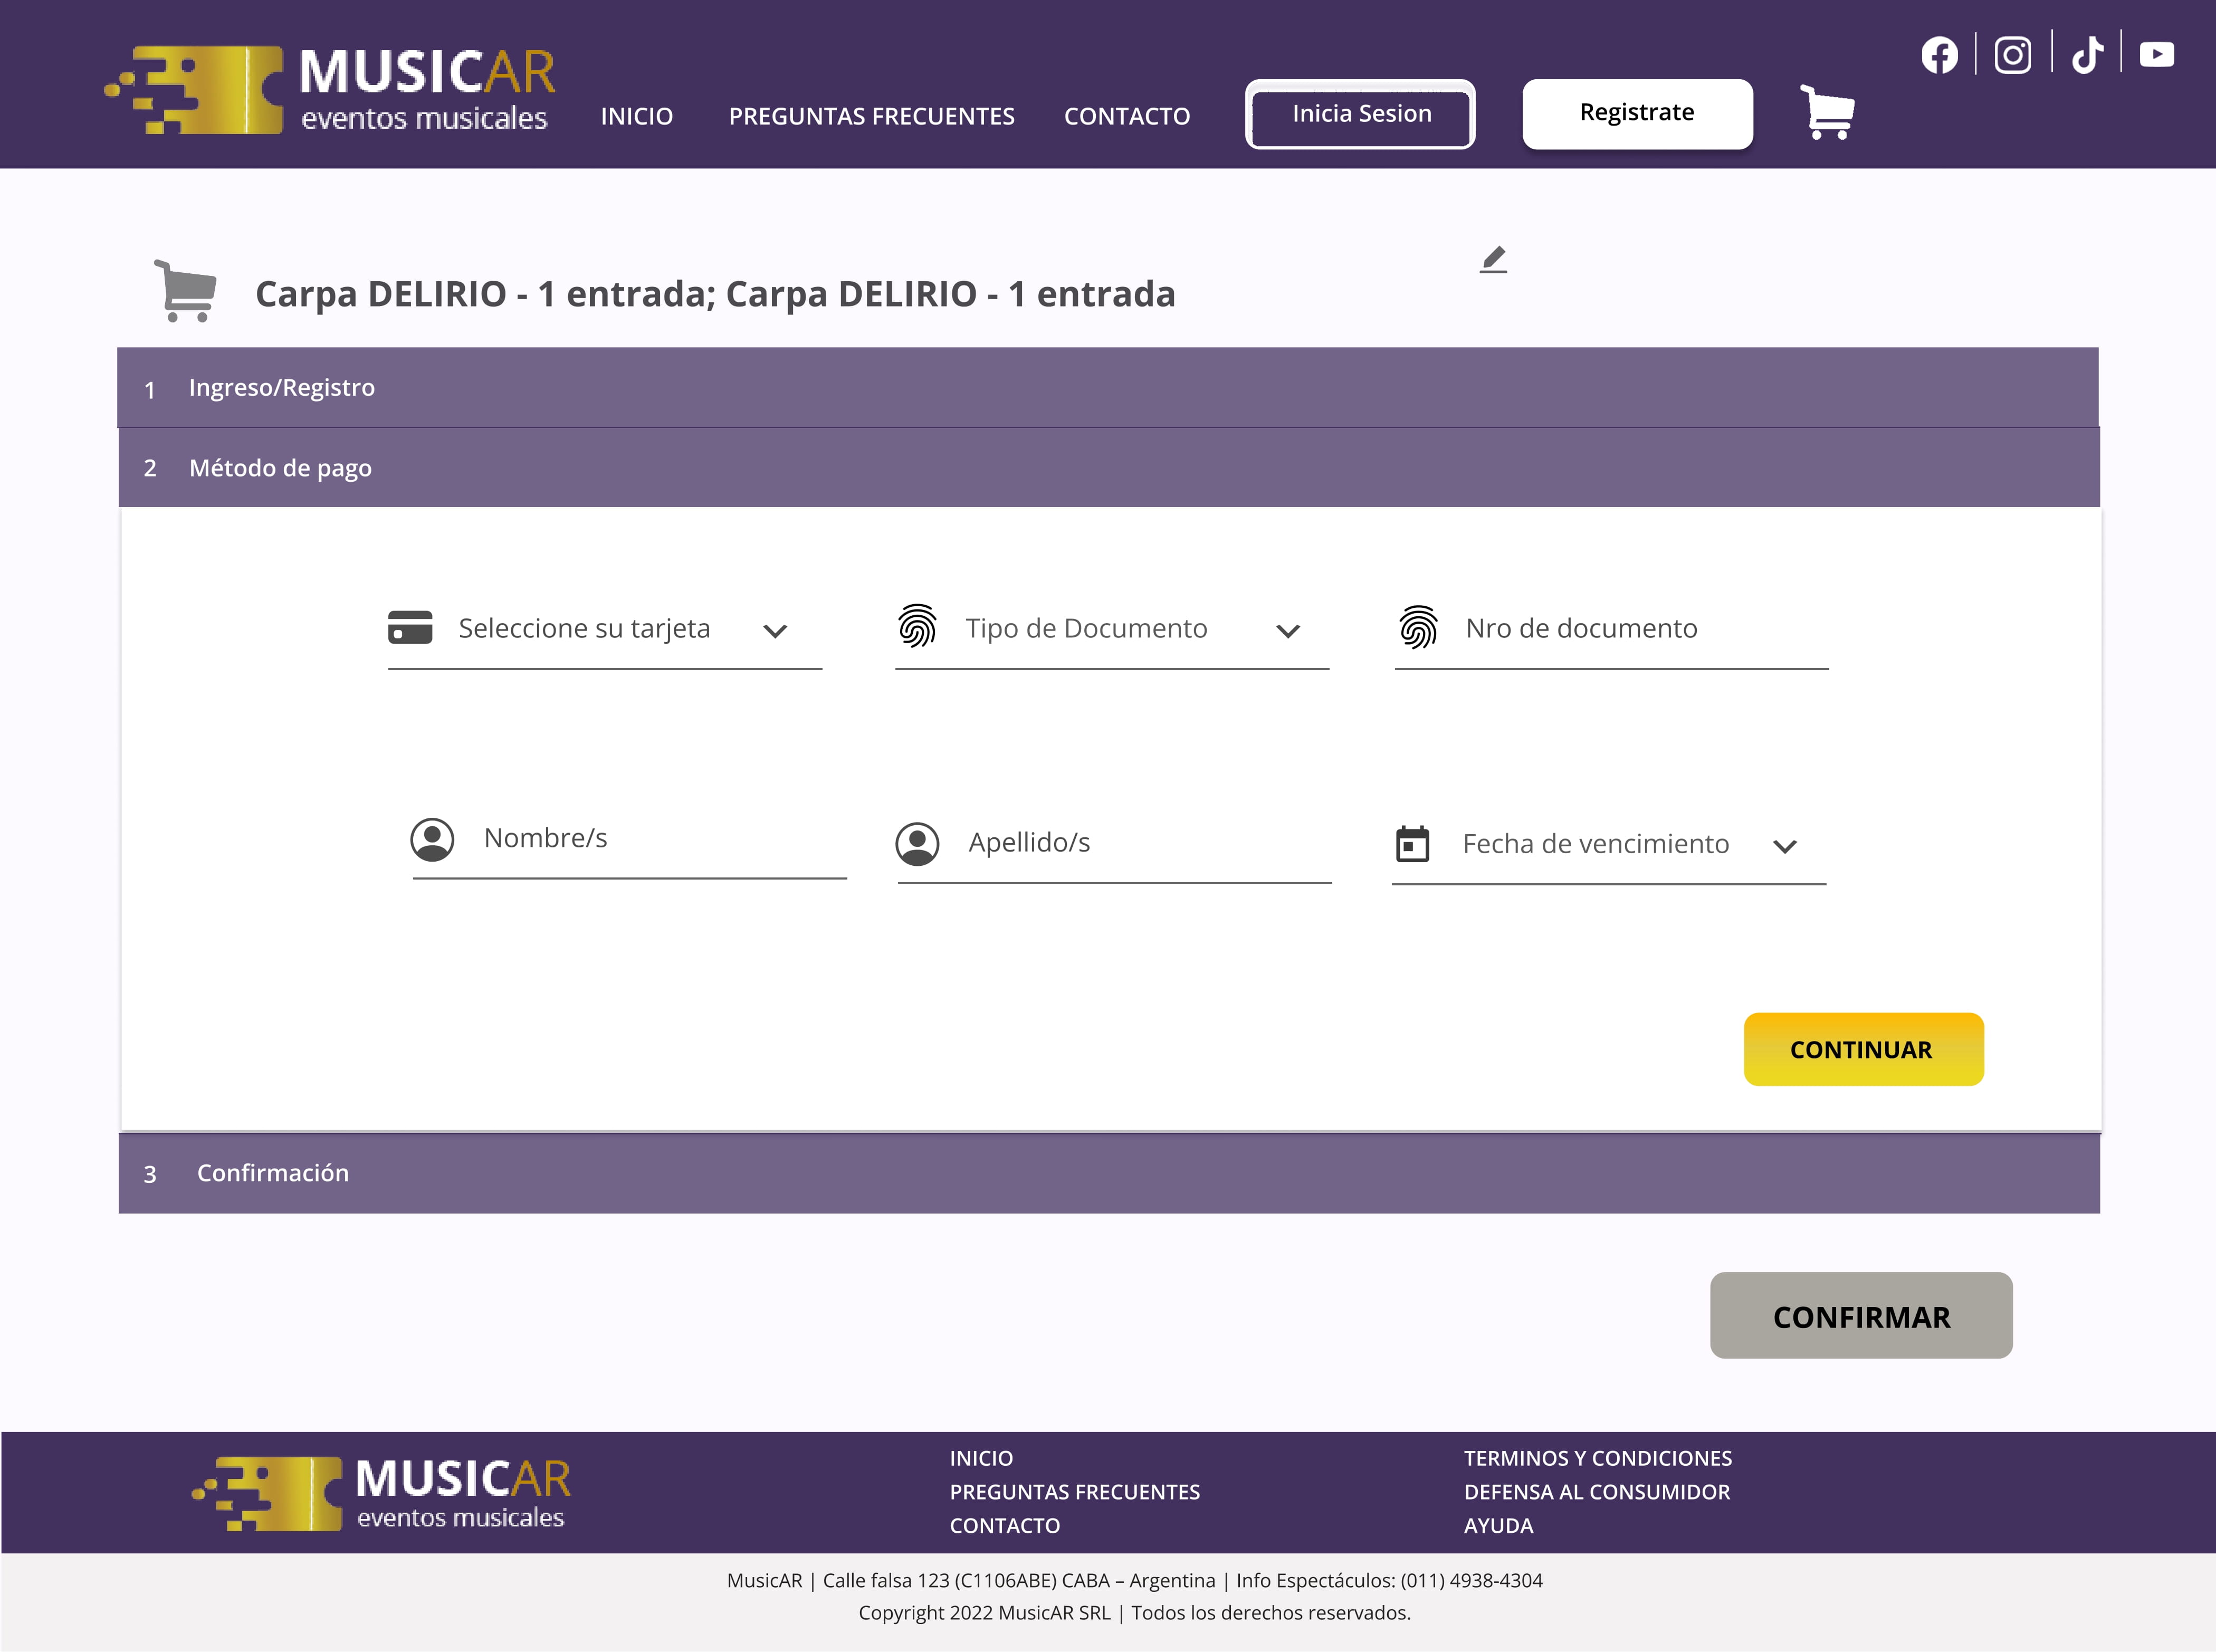 MUSICAR
eventos musicales
INICIO PREGUNTAS FRECUENTES CONTACTO Inicia Sesion Registrate
Carpa DELIRIO - 1 entrada; Carpa DELIRIO - 1 entrada
1 Ingreso/Registro
2 Método de pago
Seleccione su tarjeta Tipo de Documento Nro de documento
Nombre/s Apellido/s Fecha de vencimiento
CONTINUAR
3 Confirmación
CONFIRMAR
MUSICAR
eventos musicales
INICIO
PREGUNTAS FRECUENTES
CONTACTO
TERMINOS Y CONDICIONES
DEFENSA AL CONSUMIDOR
AYUDA
MusicAR | Calle falsa 123 (C1106ABE) CABA – Argentina | Info Espectáculos: (011) 4938-4304
Copyright 2022 MusicAR SRL | Todos los derechos reservados.